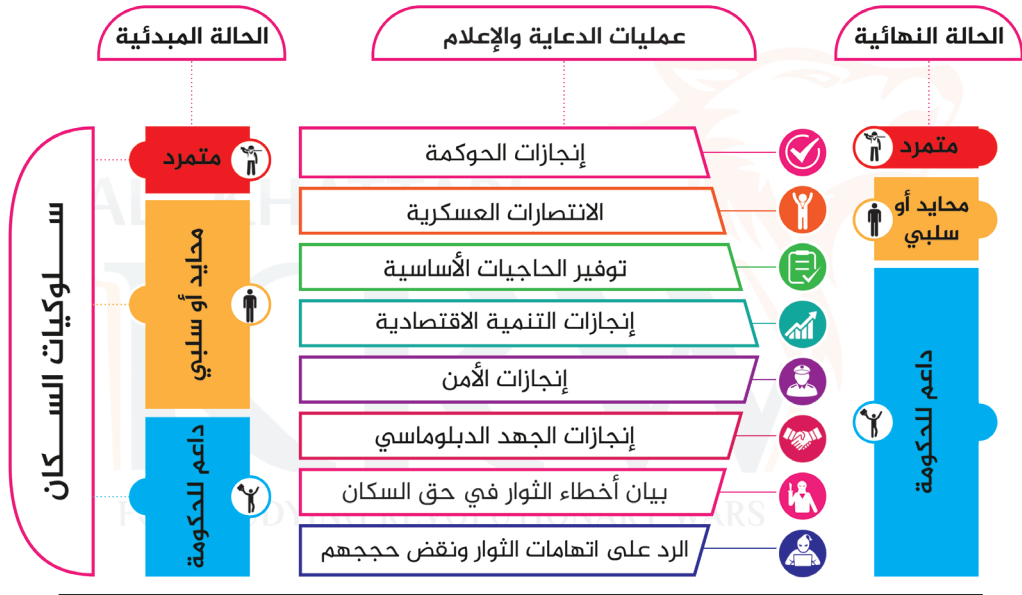 الحالة المبدئية
عمليات الدعاية والإعلام
الحالة النهائية
سلوكيات السكان
متمرد
محايد أو سلبي
داعم للحكومة
إنجازات الحوكمة
الانتصارات العسكرية
توفير الحاجيات الأساسية
إنجازات التنمية الاقتصادية
إنجازات الأمن
إنجازات الجهد الدبلوماسي
بيان أخطاء الثوار في حق السكان
الرد على اتهامات الثوار ونقض حججهم
متمرد
محايد أو
سلبي
داعم للحكومة